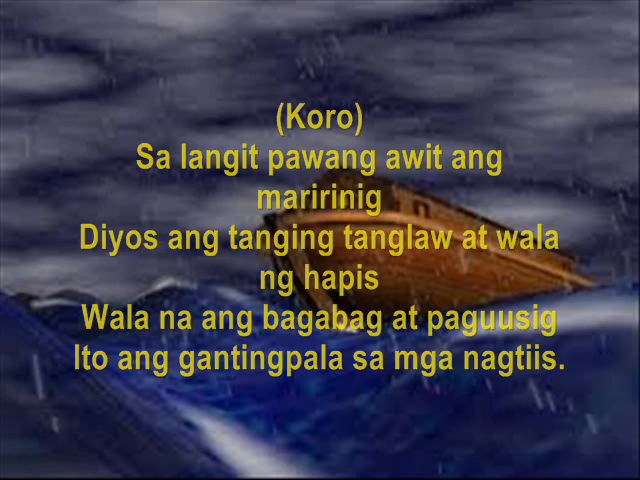 (Koro)
Sa langit pawang awit ang
maririnig
Diyos ang tanging tanglaw at wala
ng hapis
Wala na ang bagabag at paguusig
Ito ang gantingpala sa mga nagtiis.